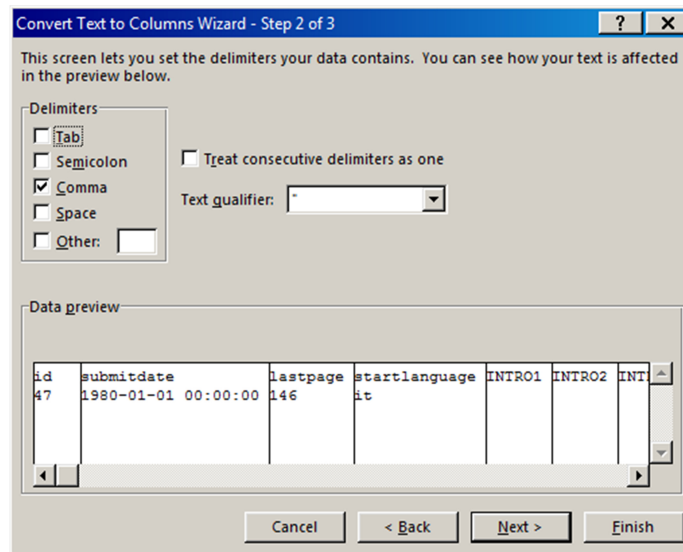 Convert Text to Columns Wizard - Step 2 of 3
This screen lets you set the delimiters your data contains. You can see how your text is affected
in the preview below.
Delimiters
Tab
Semicolon
Comma
Space
Other:
Treat consecutive delimiters as one
Text qualifier: "
Data preview
id submitdate lastpage startlanguage INTRO1 INTRO2
47 1980-01-01 00:00:00 146 it
Cancel < Back Next > Finish